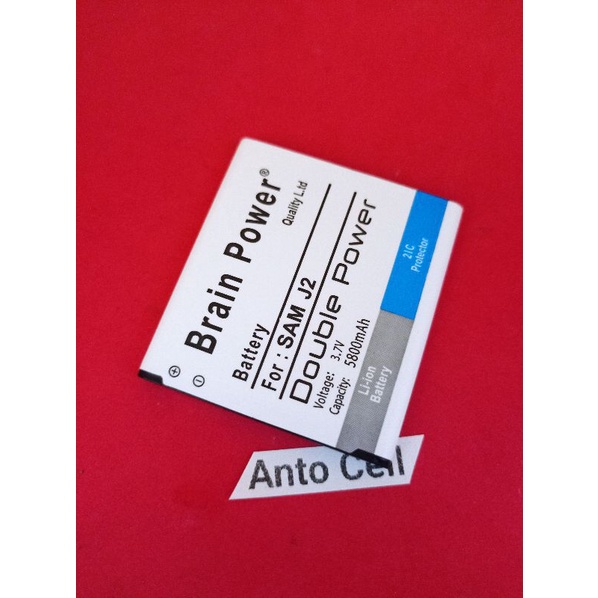 Brain Power®
Quality L.td
Battery
For : SAM J2
Double Power
Voltage: 3.7V
Capacity: 5800mAh
Li-ion
Battery
2IC
Protector
Anto Cell